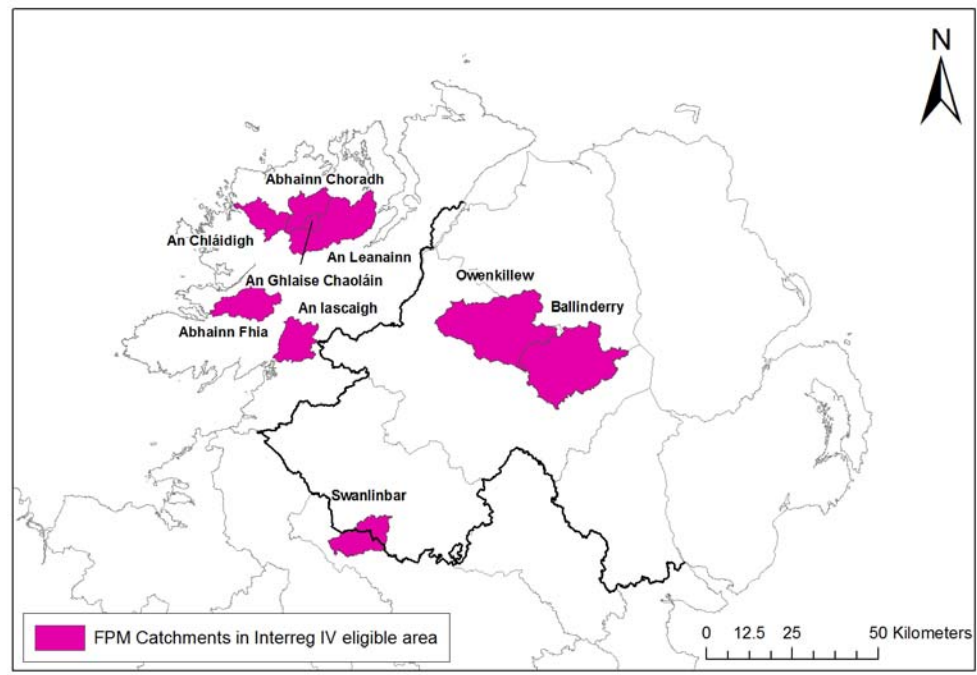 N
Abhainn Choradh
An Chláidigh
An Leanainn
An Ghlaise Chaoláin
An Iascaigh
Abhainn Fhia
Owenkillew
Ballinderry
Swanlinbar
FPM Catchments in Interreg IV eligible area
0 12.5 25 50 Kilometers